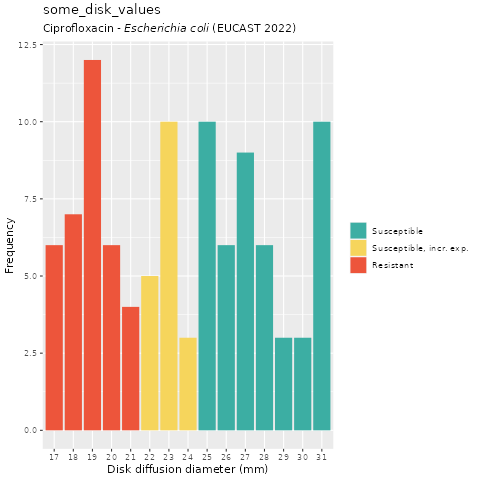 some_disk_values
Ciprofloxacin - Escherichia coli (EUCAST 2022)
12.5
10.0
7.5
5.0
2.5
0.0
Frequency
17 18 19 20 21 22 23 24 25 26 27 28 29 30 31
Disk diffusion diameter (mm)
Susceptible
Susceptible, incr. exp.
Resistant